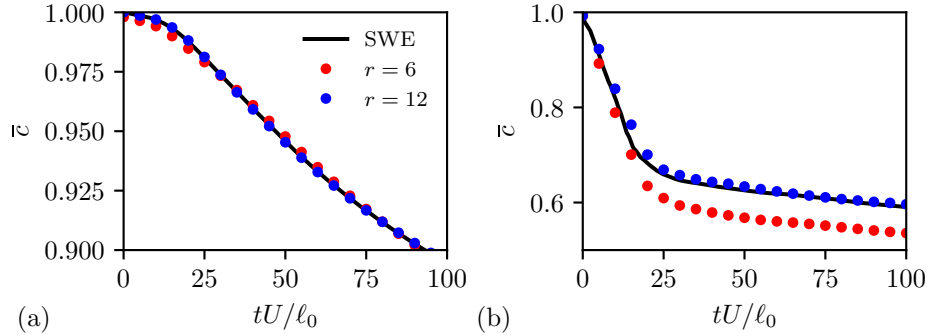 1.000
0.975
0.950
0.925
0.900
c̅
0 25 50 75 100
tU/ℓ₀
(a)
SWE
r = 6
r = 12
1.0
0.8
0.6
c̅
0 25 50 75 100
tU/ℓ₀
(b)